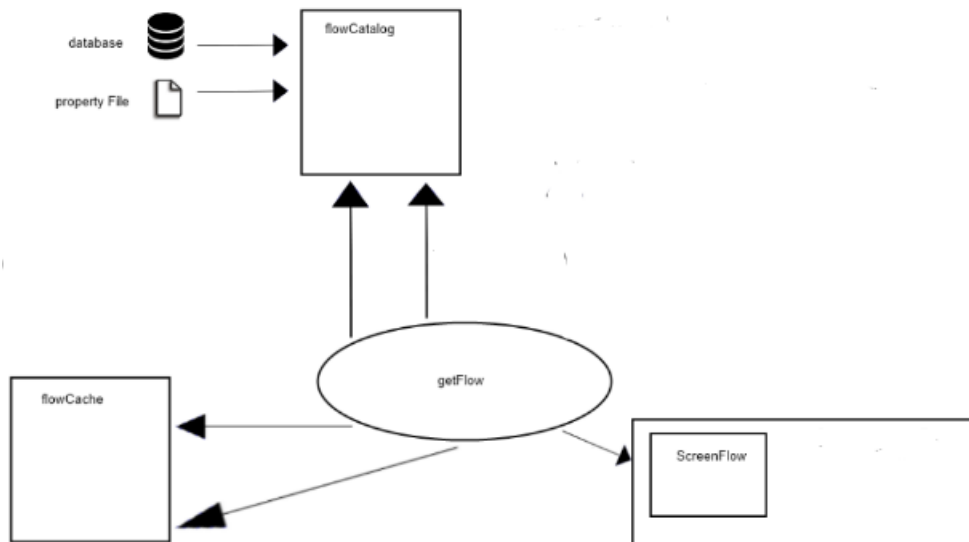 flowCatalog
database
property File
getFlow
flowCache
ScreenFlow